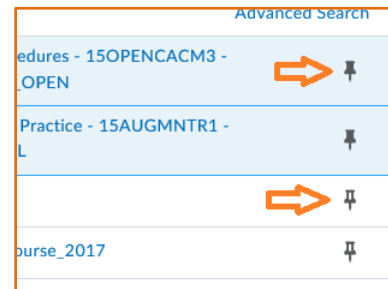 Advanced Search
edures - 15OPENCACM3 -
_OPEN
Practice - 15AUGMNTR1 -
L
ourse_2017